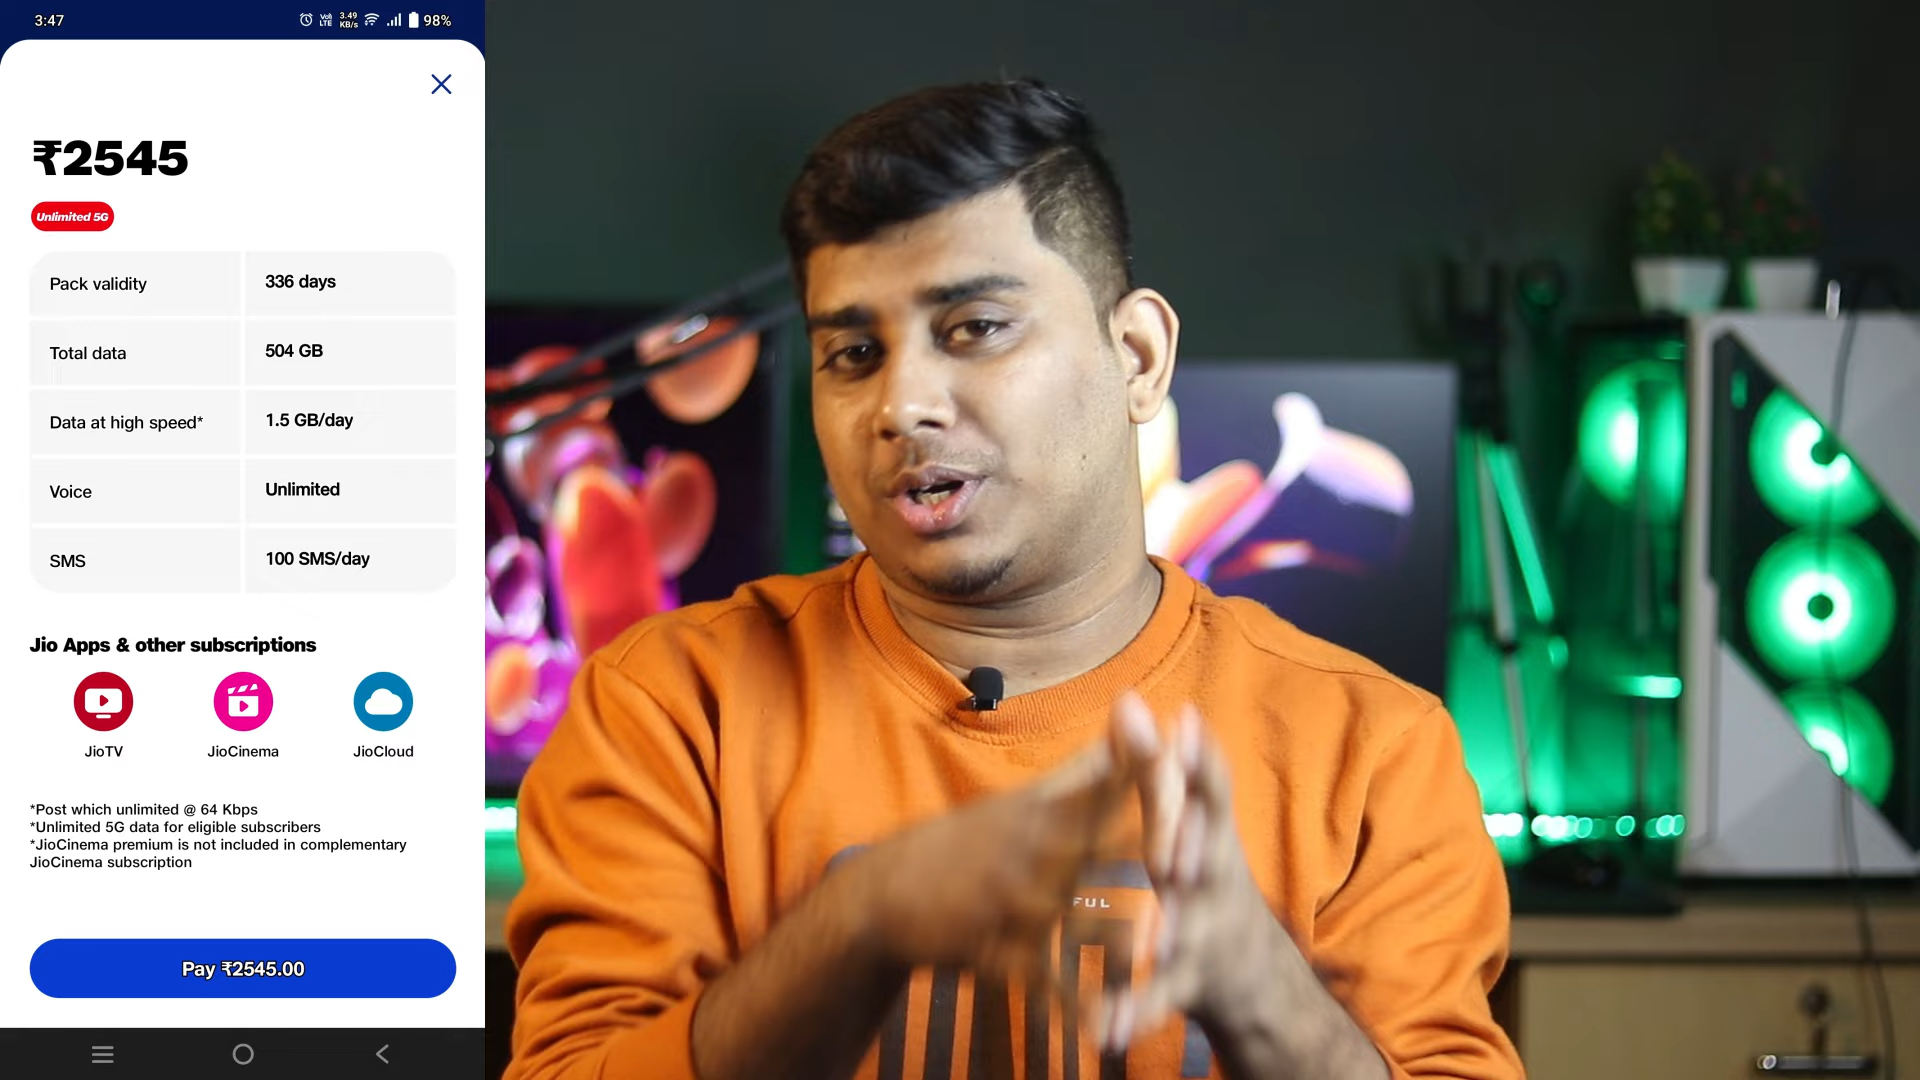 3:47
Vo)
LTE
3.49
KB/s
98%
₹2545
Unlimited 5G
Pack validity 336 days
Total data 504 GB
Data at high speed* 1.5 GB/day
Voice Unlimited
SMS 100 SMS/day
Jio Apps & other subscriptions
JioTV JioCinema JioCloud
*Post which unlimited @ 64 Kbps
*Unlimited 5G data for eligible subscribers
*JioCinema premium is not included in complementary
JioCinema subscription
Pay ₹2545.00
FUL